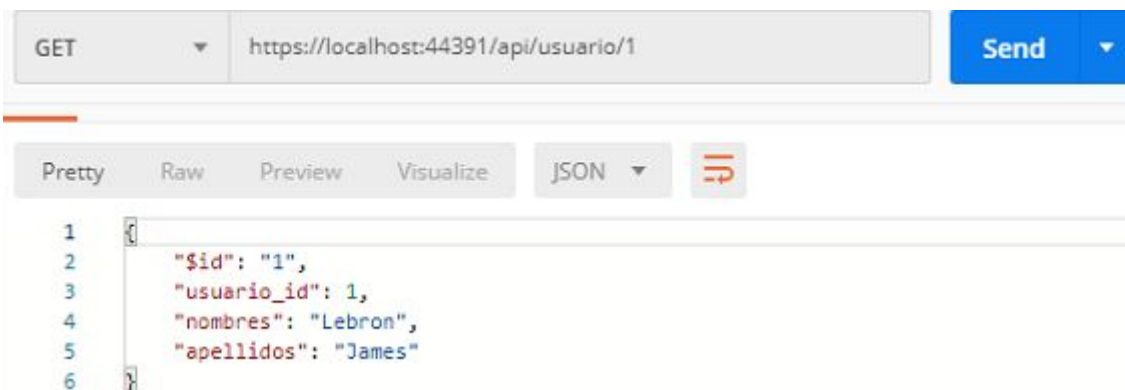 GET https://localhost:44391/api/usuario/1 Send
Pretty Raw Preview Visualize JSON
1 {
2 "$id": "1",
3 "usuario_id": 1,
4 "nombres": "Lebron",
5 "apellidos": "James"
6 }